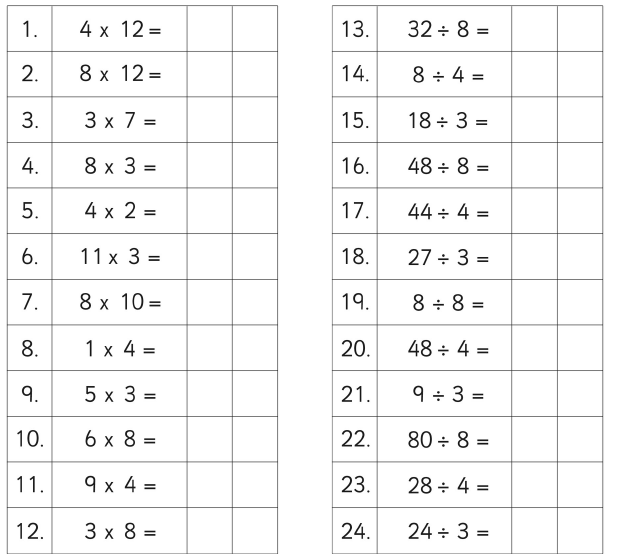 1. 4 x 12 =
2. 8 x 12 =
3. 3 x 7 =
4. 8 x 3 =
5. 4 x 2 =
6. 11 x 3 =
7. 8 x 10 =
8. 1 x 4 =
9. 5 x 3 =
10. 6 x 8 =
11. 9 x 4 =
12. 3 x 8 =
13. 32 ÷ 8 =
14. 8 ÷ 4 =
15. 18 ÷ 3 =
16. 48 ÷ 8 =
17. 44 ÷ 4 =
18. 27 ÷ 3 =
19. 8 ÷ 8 =
20. 48 ÷ 4 =
21. 9 ÷ 3 =
22. 80 ÷ 8 =
23. 28 ÷ 4 =
24. 24 ÷ 3 =